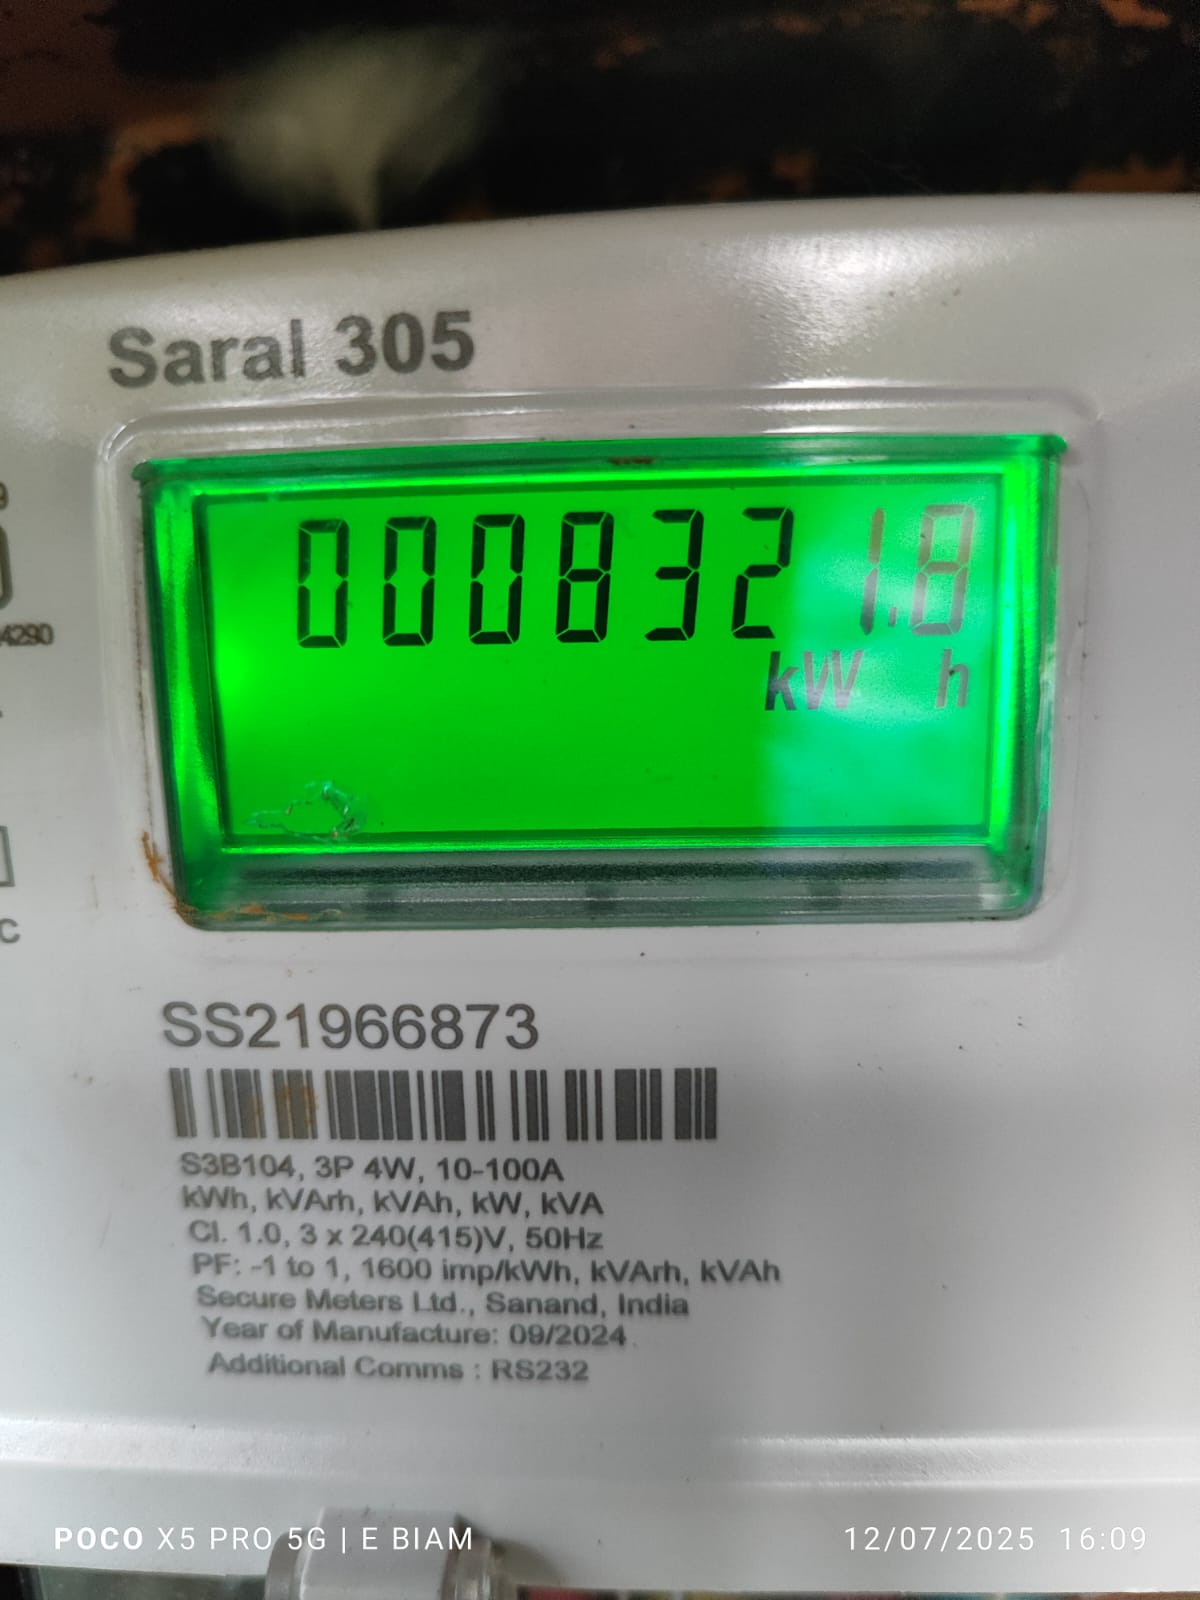 Saral 305
0008321.8
kW h
4290
C
SS21966873
S3B104, 3P 4W, 10-100A
kWh, kVArh, kVAh, kW, kVA
Cl. 1.0, 3 x 240(415)V, 50Hz
PF: -1 to 1, 1600 imp/kWh, kVArh, kVAh
Secure Meters Ltd., Sanand, India
Year of Manufacture: 09/2024
Additional Comms : RS232
POCO X5 PRO 5G | E BIAM
12/07/2025 16:09